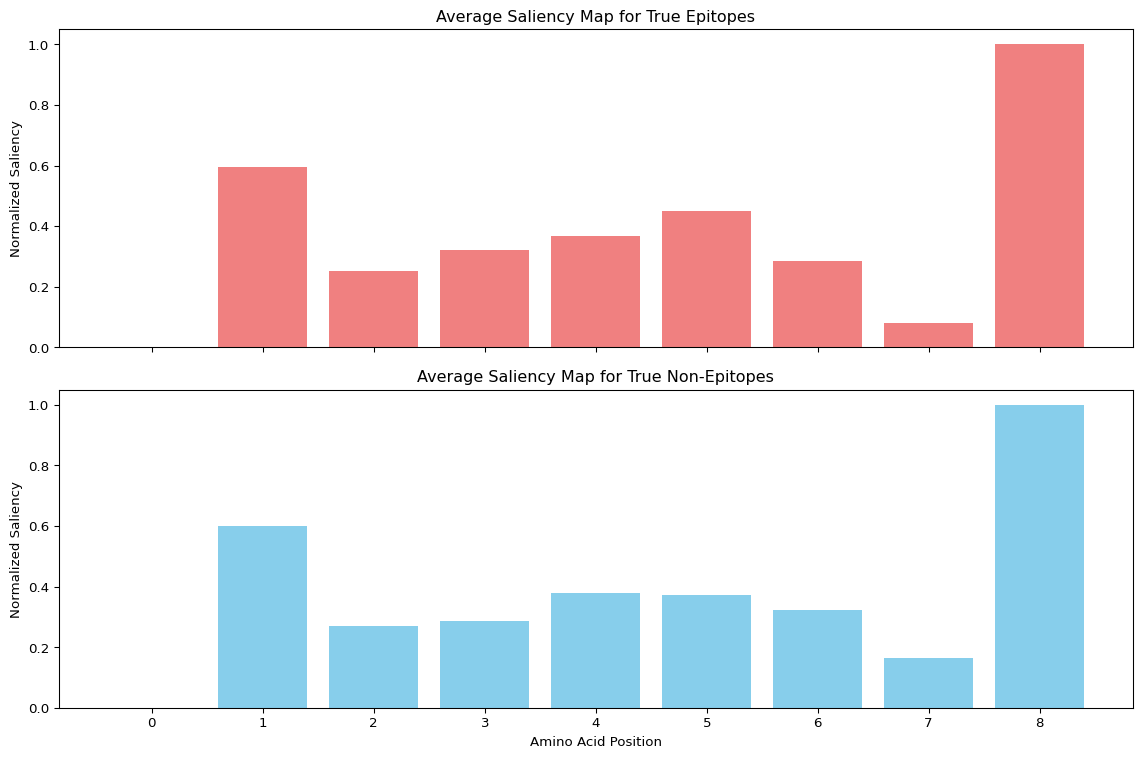 Average Saliency Map for True Epitopes
Normalized Saliency
1.0
0.8
0.6
0.4
0.2
0.0
Average Saliency Map for True Non-Epitopes
Normalized Saliency
1.0
0.8
0.6
0.4
0.2
0.0
0 1 2 3 4 5 6 7 8
Amino Acid Position